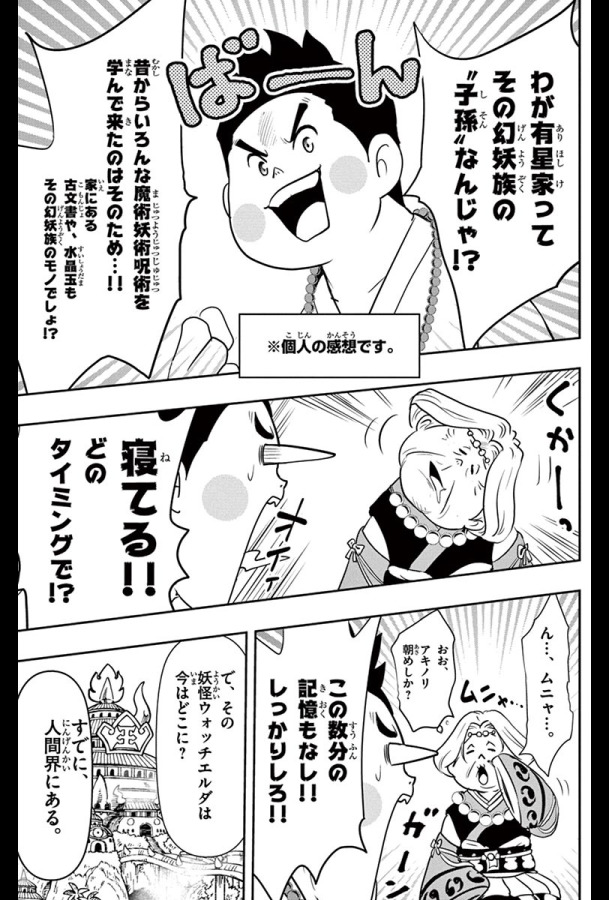 わが有星家って
その幻妖族の
〝子孫〟なんじゃ!?
ばーん
昔からいろんな魔術妖術呪術を
学んで来たのはそのため…!!
家にある
古文書や、水晶玉も
その幻妖族のモノでしょ!?
※個人の感想です。
くかーっ
寝てる!!
どの
タイミングで!?
ん…、ムニャ…。
おお、
アキノリ
朝めしか?
ムニャ…
この数分の
記憶もなし!!
しっかりしろ!!
ガーン
で、その
妖怪ウォッチエルダは
今はどこに?
すでに、
人間界にある。